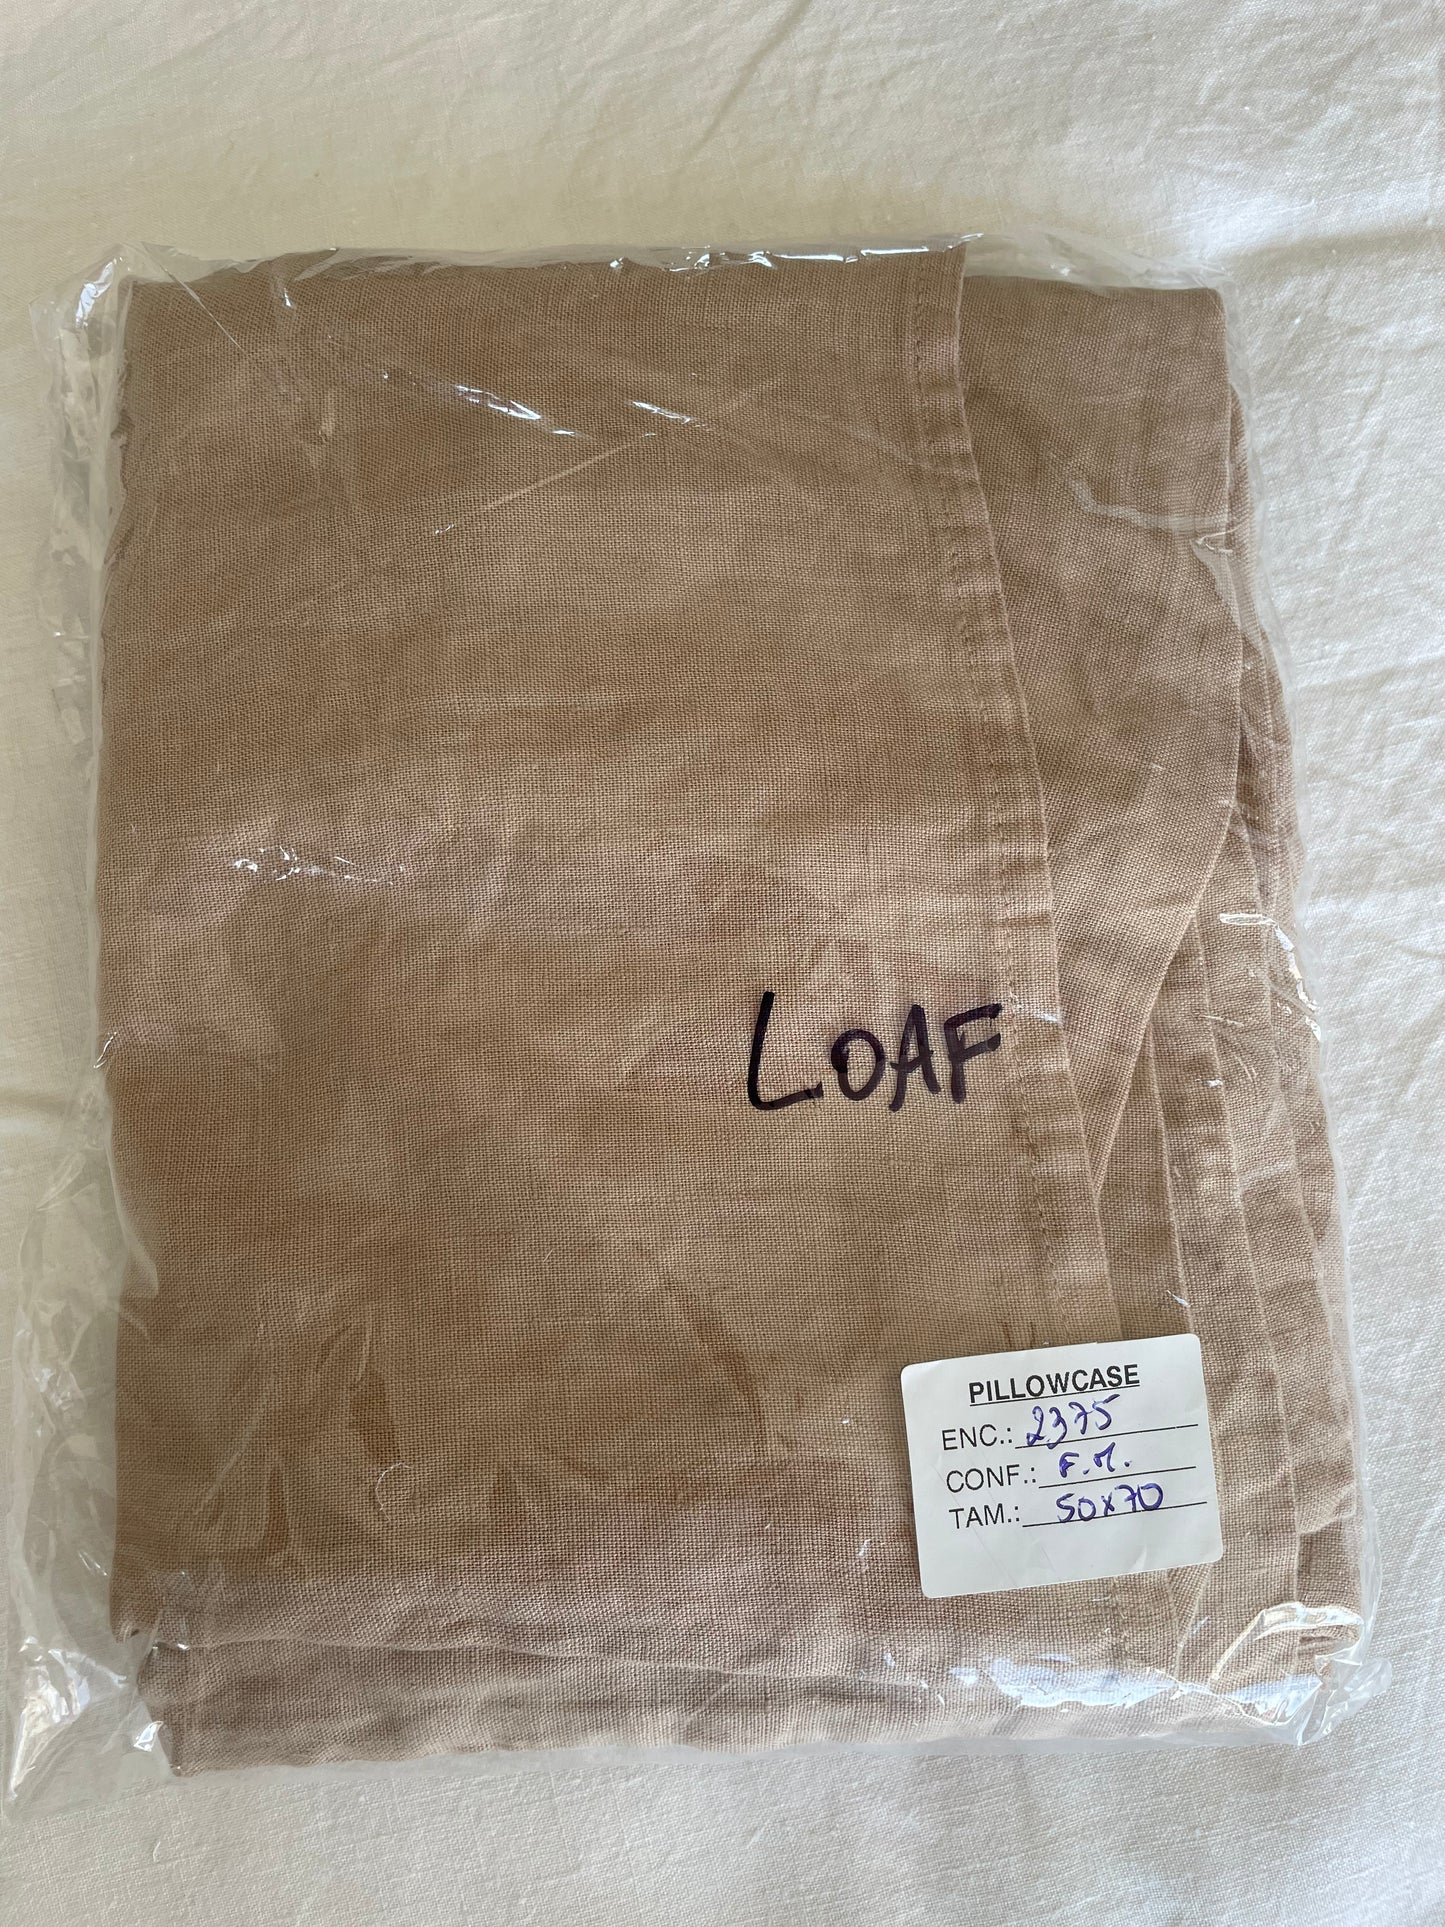 LOAF
PILLOWCASE
ENC.: 2375
CONF.: F.M.
TAM.: 50x70